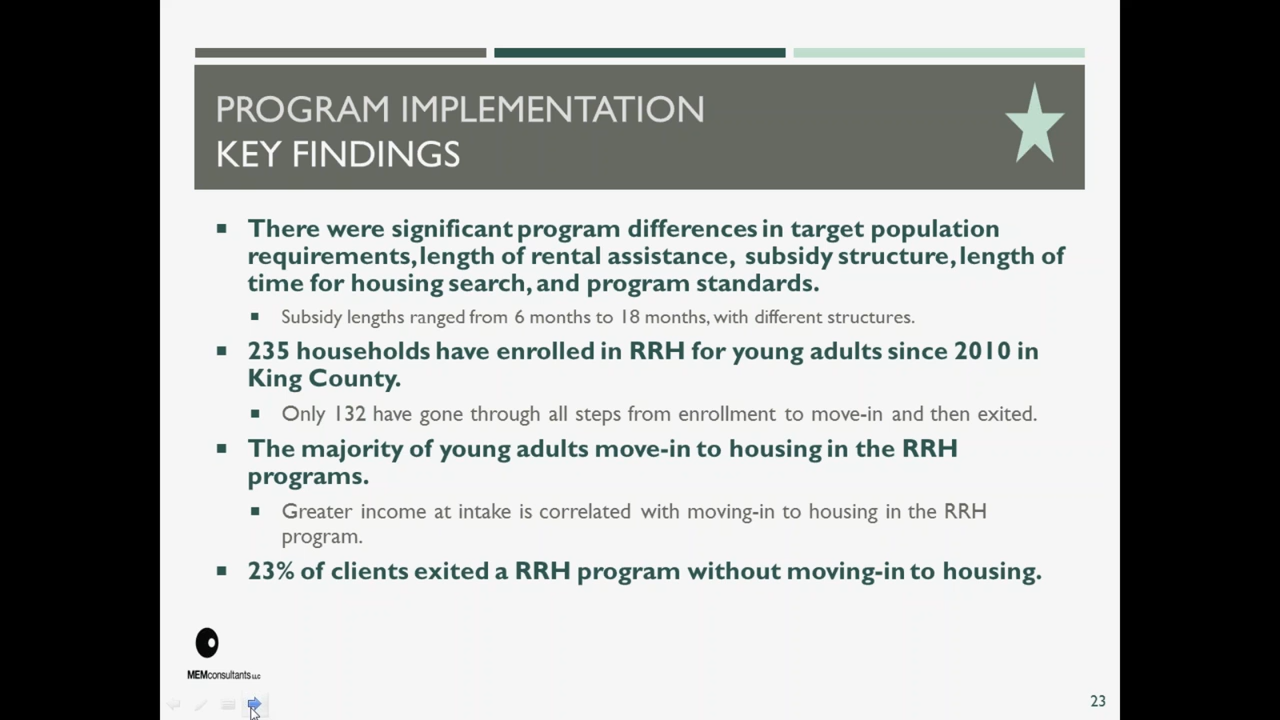 PROGRAM IMPLEMENTATION
KEY FINDINGS
There were significant program differences in target population
requirements, length of rental assistance, subsidy structure, length of
time for housing search, and program standards.
Subsidy lengths ranged from 6 months to 18 months, with different structures.
235 households have enrolled in RRH for young adults since 2010 in
King County.
Only 132 have gone through all steps from enrollment to move-in and then exited.
The majority of young adults move-in to housing in the RRH
programs.
Greater income at intake is correlated with moving-in to housing in the RRH
program.
23% of clients exited a RRH program without moving-in to housing.
MEMconsultants LLC
23